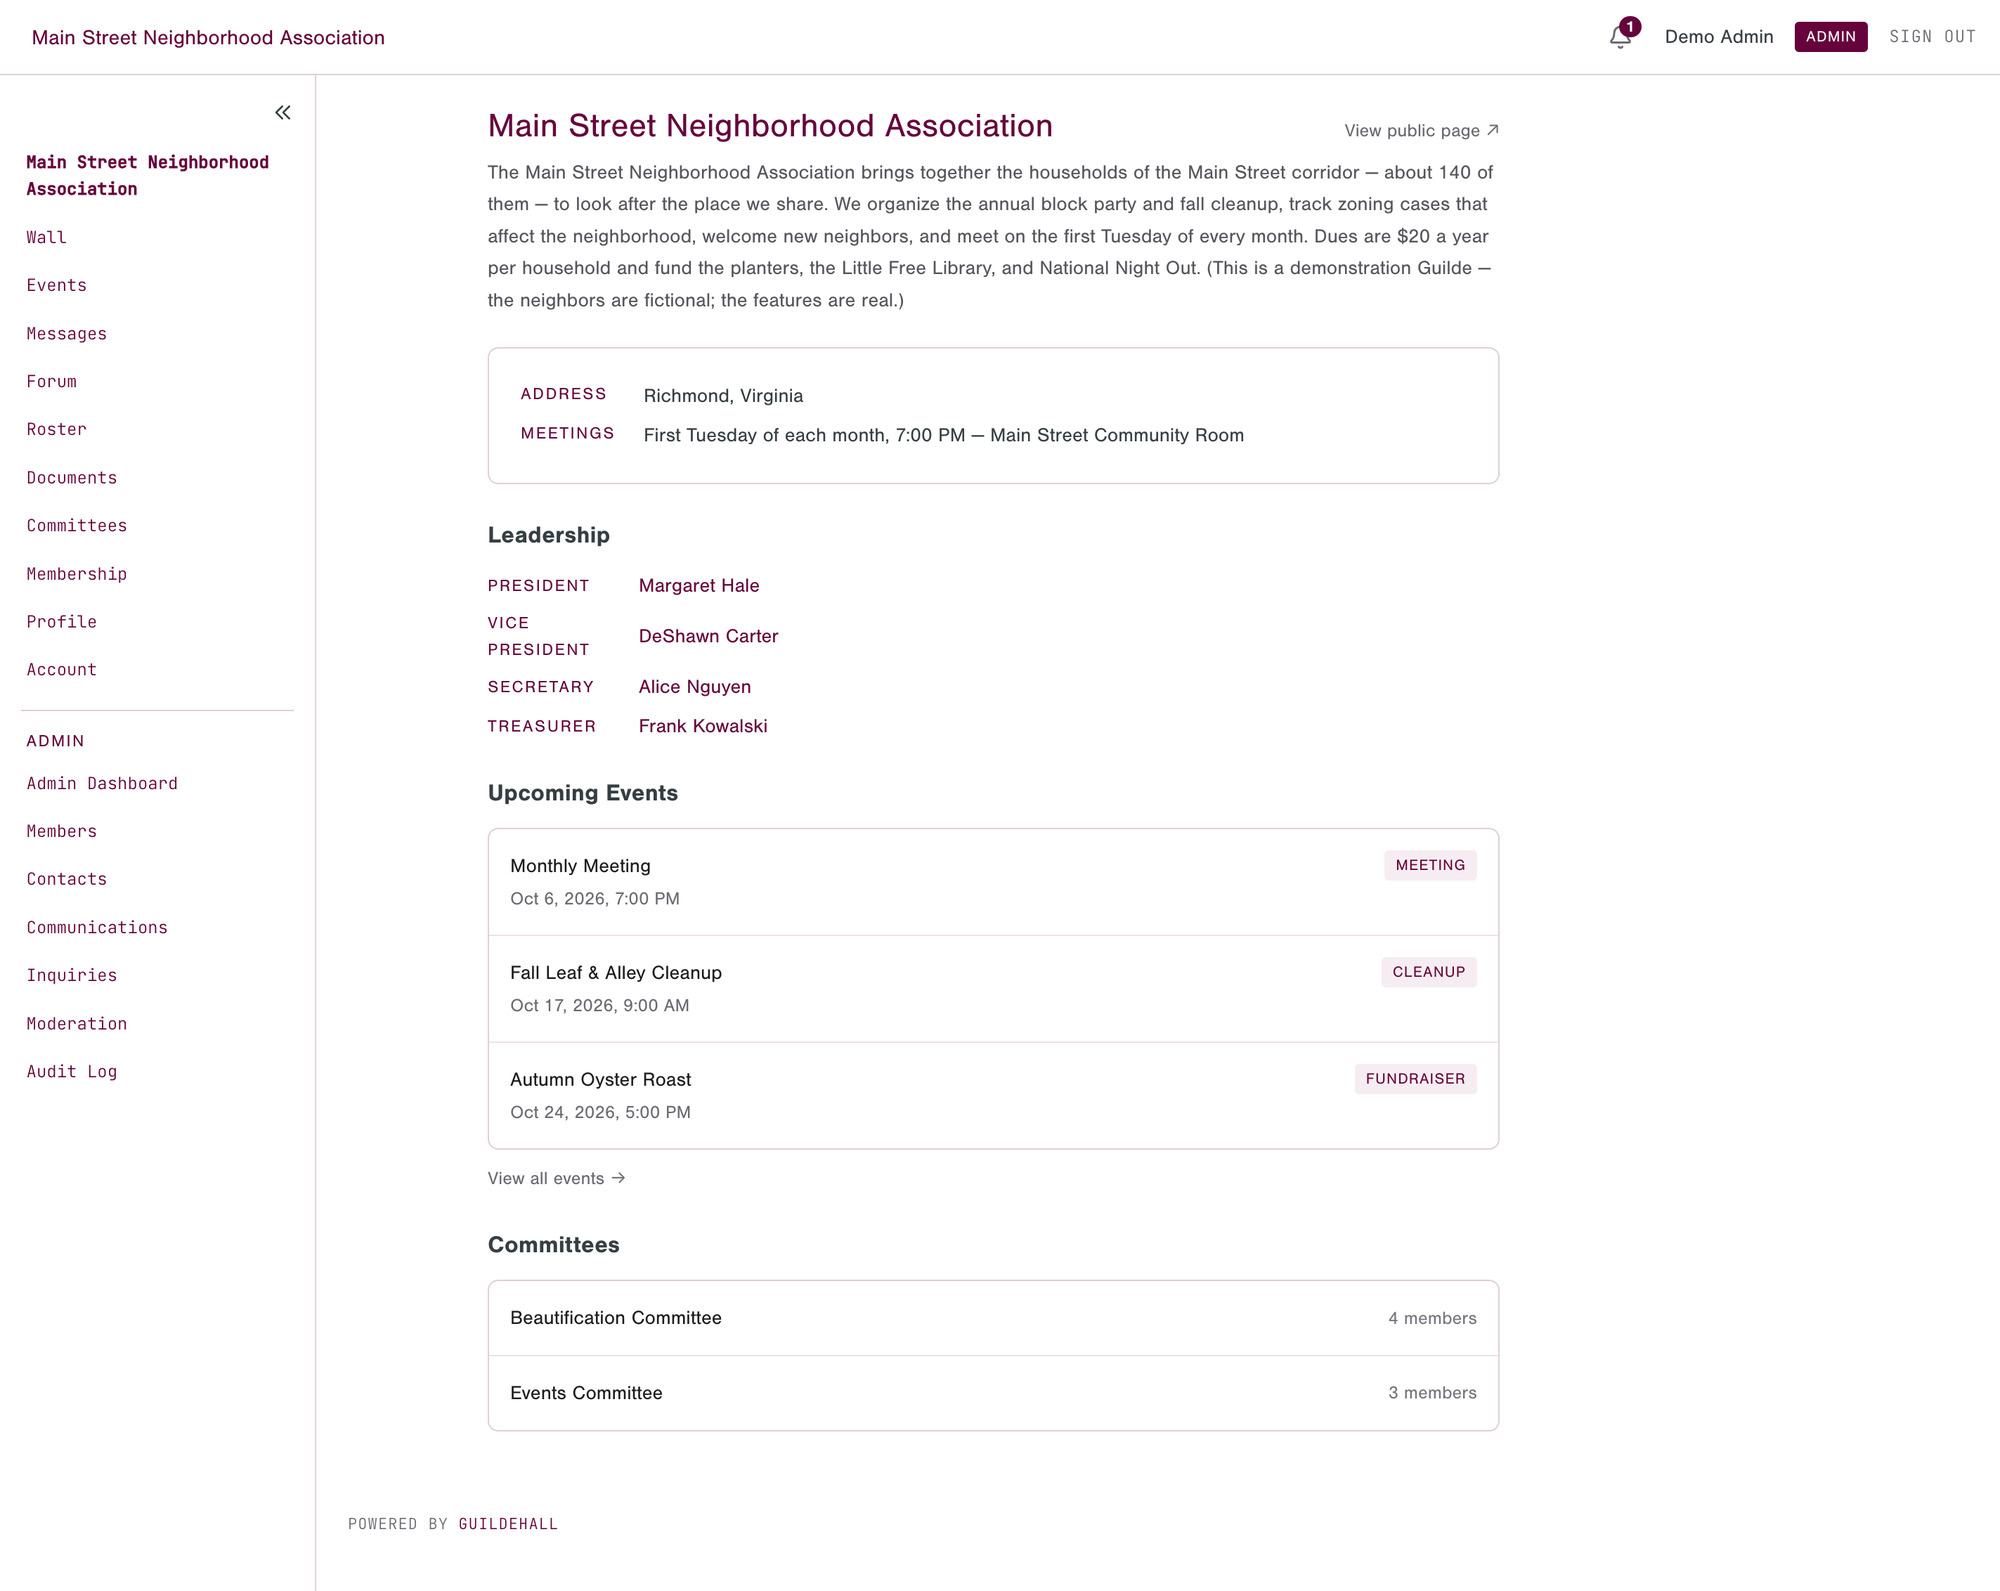 Main Street Neighborhood Association
1
Demo Admin
ADMIN
SIGN OUT
Main Street Neighborhood
Association
Wall
Events
Messages
Forum
Roster
Documents
Committees
Membership
Profile
Account
ADMIN
Admin Dashboard
Members
Contacts
Communications
Inquiries
Moderation
Audit Log
Main Street Neighborhood Association
View public page ↗
The Main Street Neighborhood Association brings together the households of the Main Street corridor — about 140 of
them — to look after the place we share. We organize the annual block party and fall cleanup, track zoning cases that
affect the neighborhood, welcome new neighbors, and meet on the first Tuesday of every month. Dues are $20 a year
per household and fund the planters, the Little Free Library, and National Night Out. (This is a demonstration Guilde —
the neighbors are fictional; the features are real.)
ADDRESS Richmond, Virginia
MEETINGS First Tuesday of each month, 7:00 PM — Main Street Community Room
Leadership
PRESIDENT Margaret Hale
VICE
PRESIDENT DeShawn Carter
SECRETARY Alice Nguyen
TREASURER Frank Kowalski
Upcoming Events
Monthly Meeting MEETING
Oct 6, 2026, 7:00 PM
Fall Leaf & Alley Cleanup CLEANUP
Oct 17, 2026, 9:00 AM
Autumn Oyster Roast FUNDRAISER
Oct 24, 2026, 5:00 PM
View all events →
Committees
Beautification Committee 4 members
Events Committee 3 members
POWERED BY GUILDEHALL